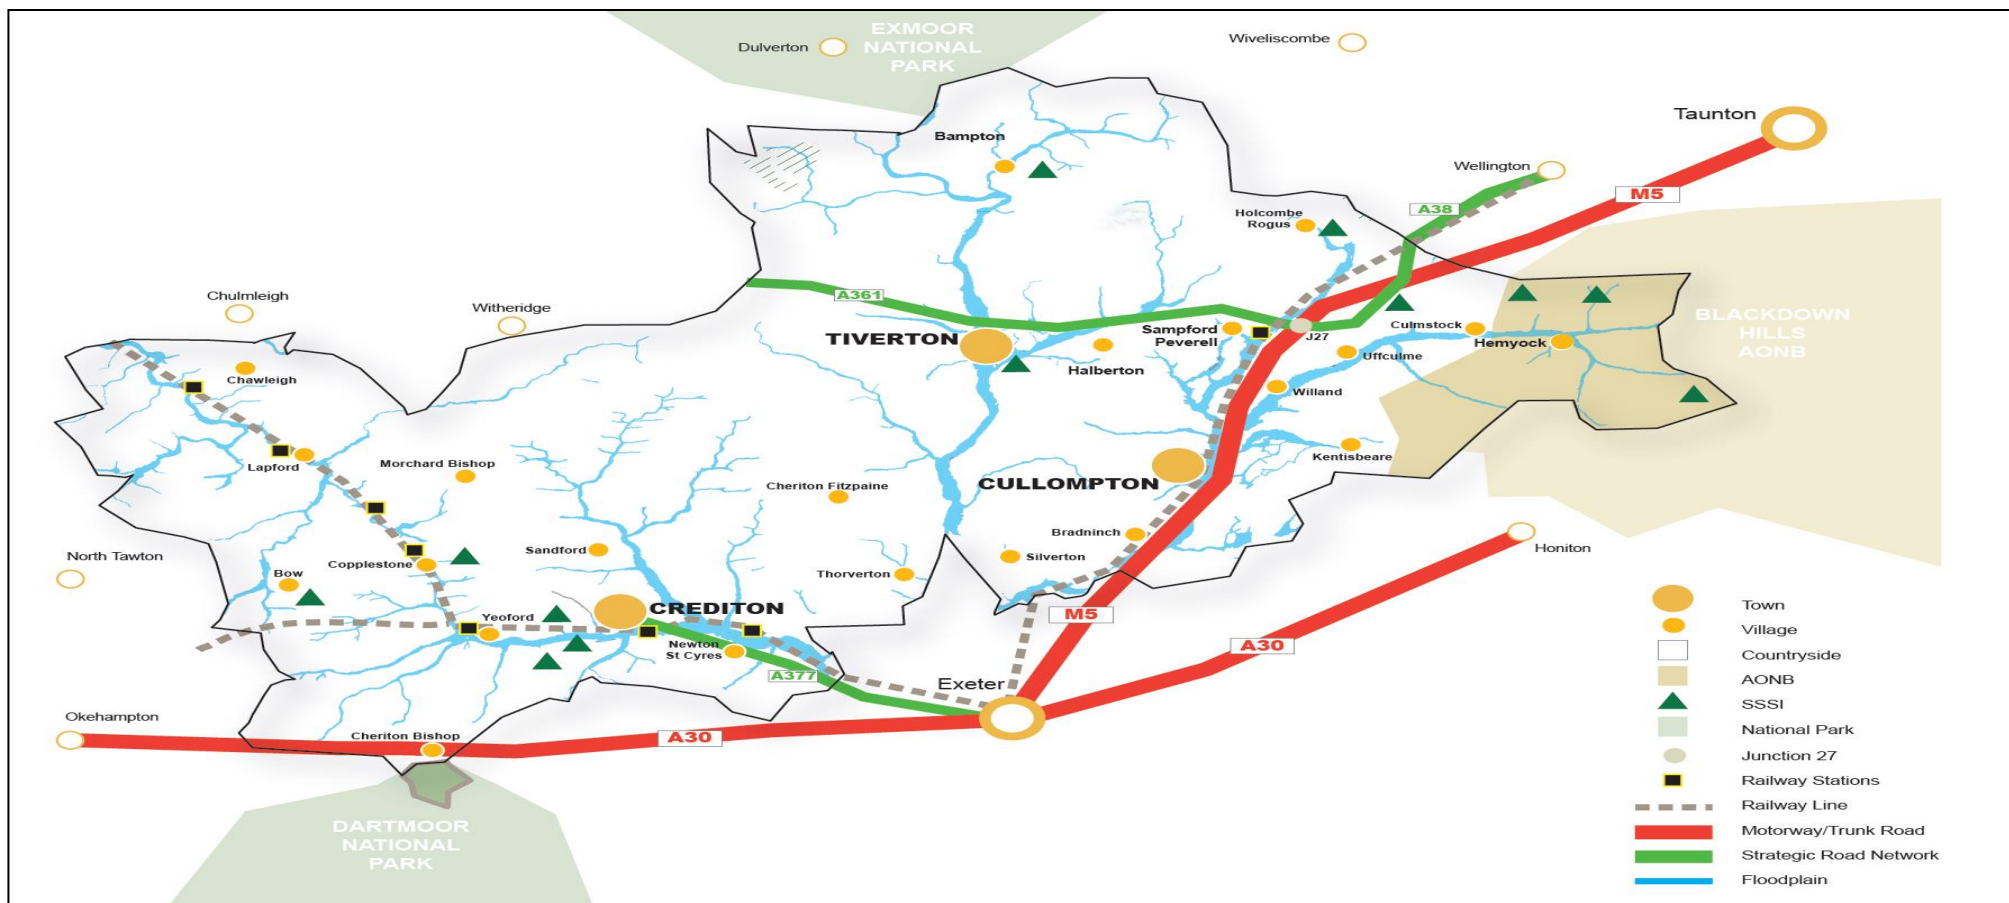 EXMOOR
NATIONAL
PARK
Dulverton
Wiveliscombe
Taunton
Bampton
Wellington
M5
A38
Holcombe
Rogus
Chulmleigh
Witheridge
A361
TIVERTON
Sampford
Peverell
J27
Culmstock
Hemyock
BLACKDOWN
HILLS
AONB
Uffculme
Halberton
Chawleigh
Willand
Lapford
Morchard Bishop
Kentisbeare
CULLOMPTON
Cheriton Fitzpaine
Bradninch
Silverton
Honiton
North Tawton
Sandford
Copplestone
Bow
Thorverton
CREDITON
Yeoford
M5
Newton
St Cyres
A377
A30
Exeter
Okehampton
Cheriton Bishop
A30
DARTMOOR
NATIONAL
PARK
Town
Village
Countryside
AONB
SSSI
National Park
Junction 27
Railway Stations
Railway Line
Motorway/Trunk Road
Strategic Road Network
Floodplain